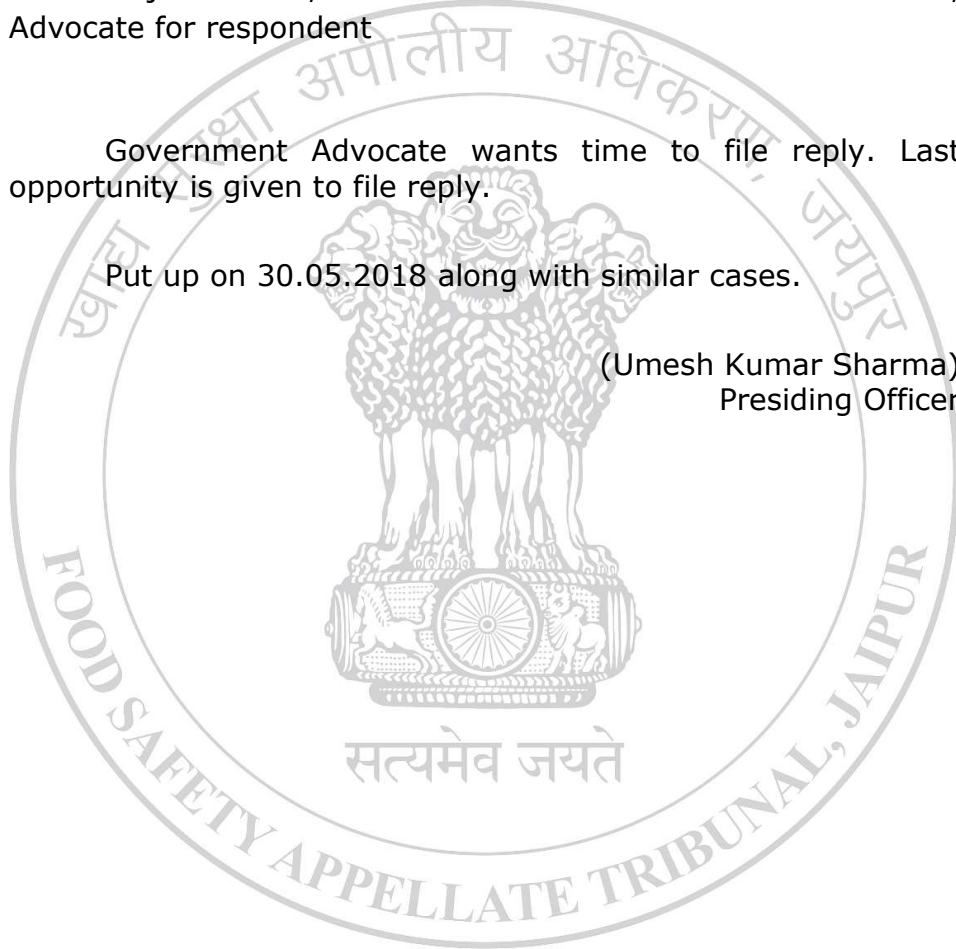 Advocate for respondent
खाद्य सुरक्षा अपीलीय अधिकरण, जयपुर
Government Advocate wants time to file reply. Last
opportunity is given to file reply.
Put up on 30.05.2018 along with similar cases.
(Umesh Kumar Sharma)
Presiding Officer
सत्यमेव जयते
FOOD SAFETY APPELLATE TRIBUNAL, JAIPUR